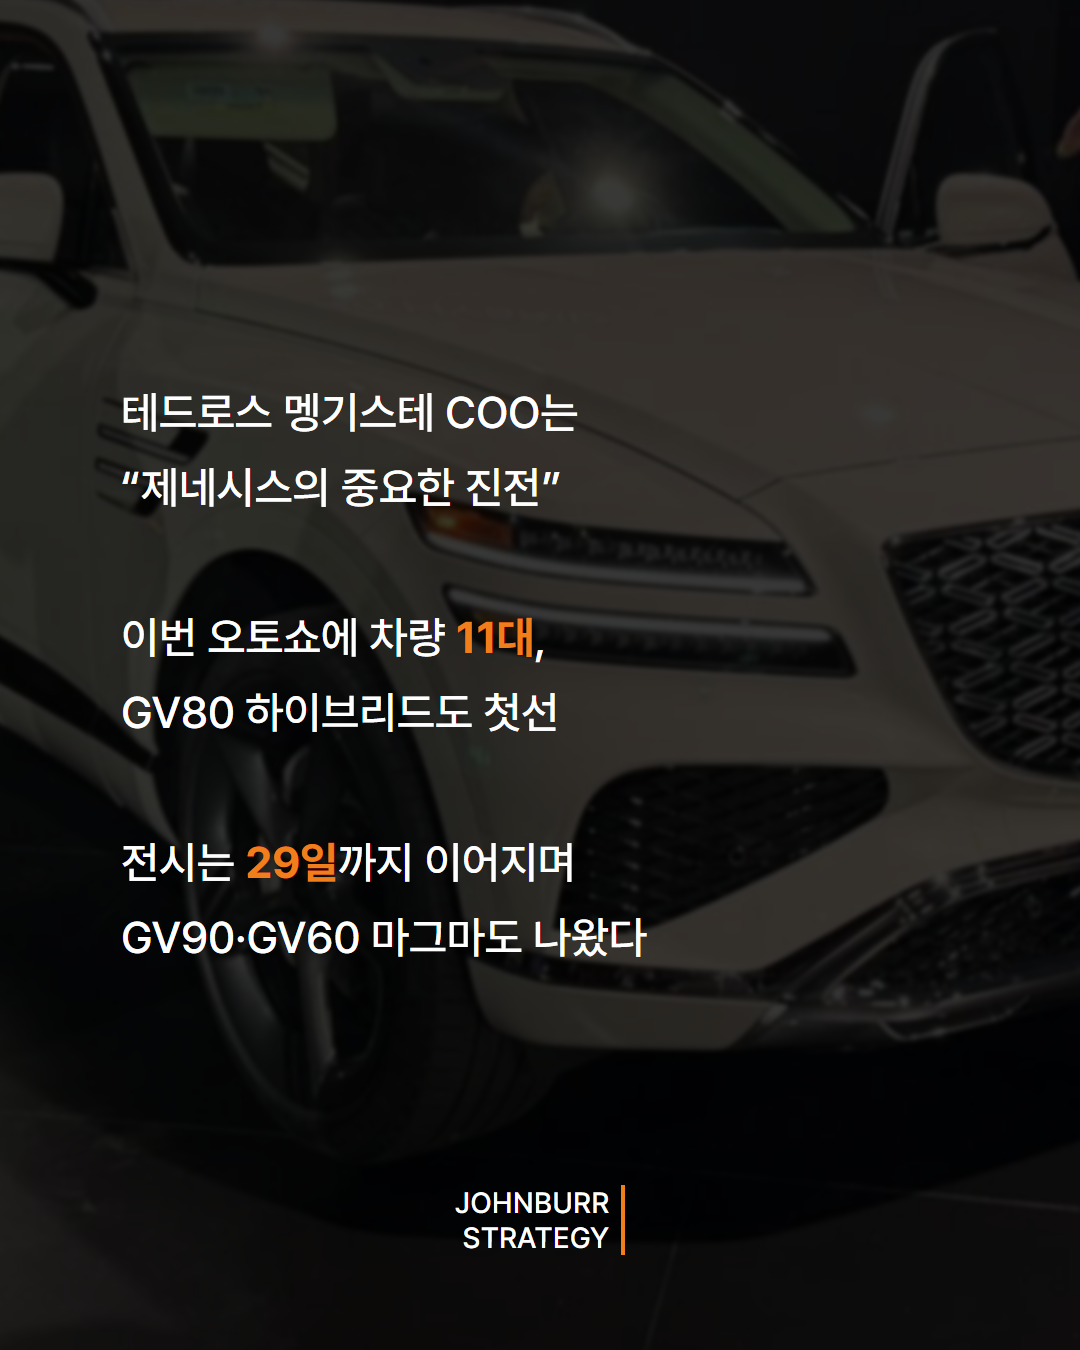 테드로스 멩기스테 COO는
“제네시스의 중요한 진전”
이번 오토쇼에 차량 11대,
GV80 하이브리드도 첫선
전시는 29일까지 이어지며
GV90·GV60 마그마도 나왔다
JOHNBURR
STRATEGY